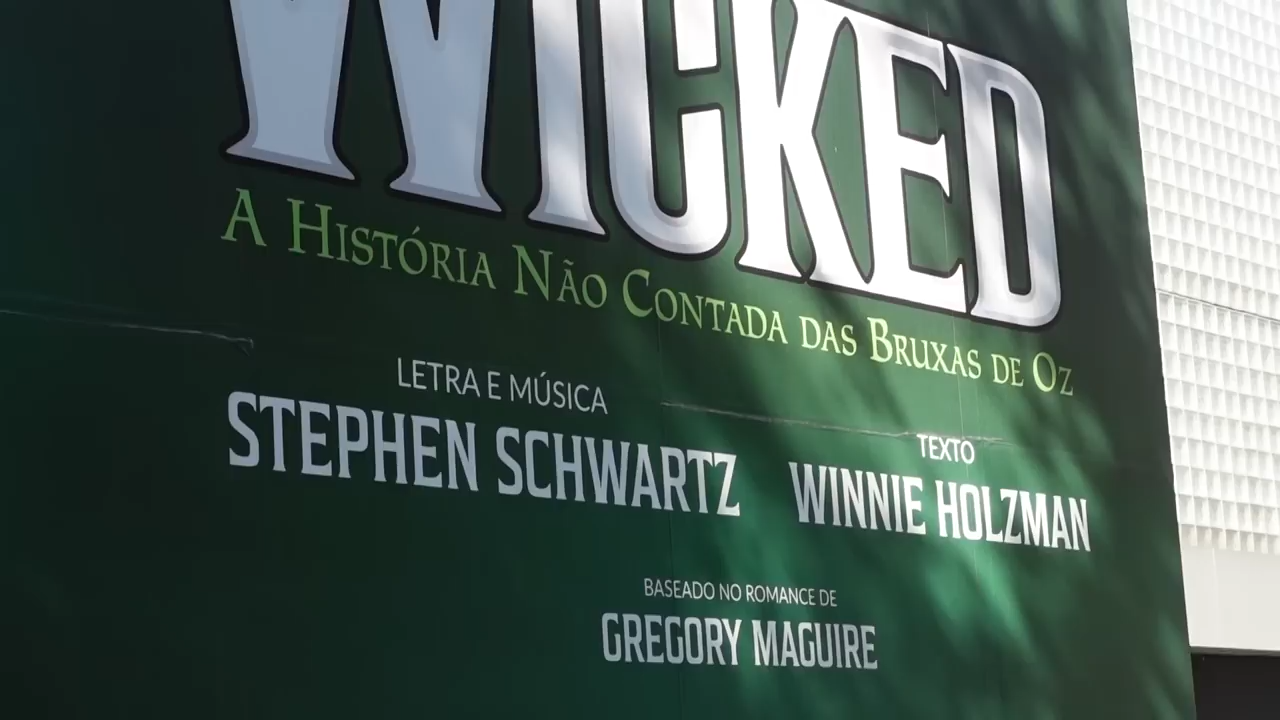 WICKED
A HISTÓRIA NÃO CONTADA DAS BRUXAS DE OZ
LETRA E MÚSICA
STEPHEN SCHWARTZ
TEXTO
WINNIE HOLZMAN
BASEADO NO ROMANCE DE
GREGORY MAGUIRE